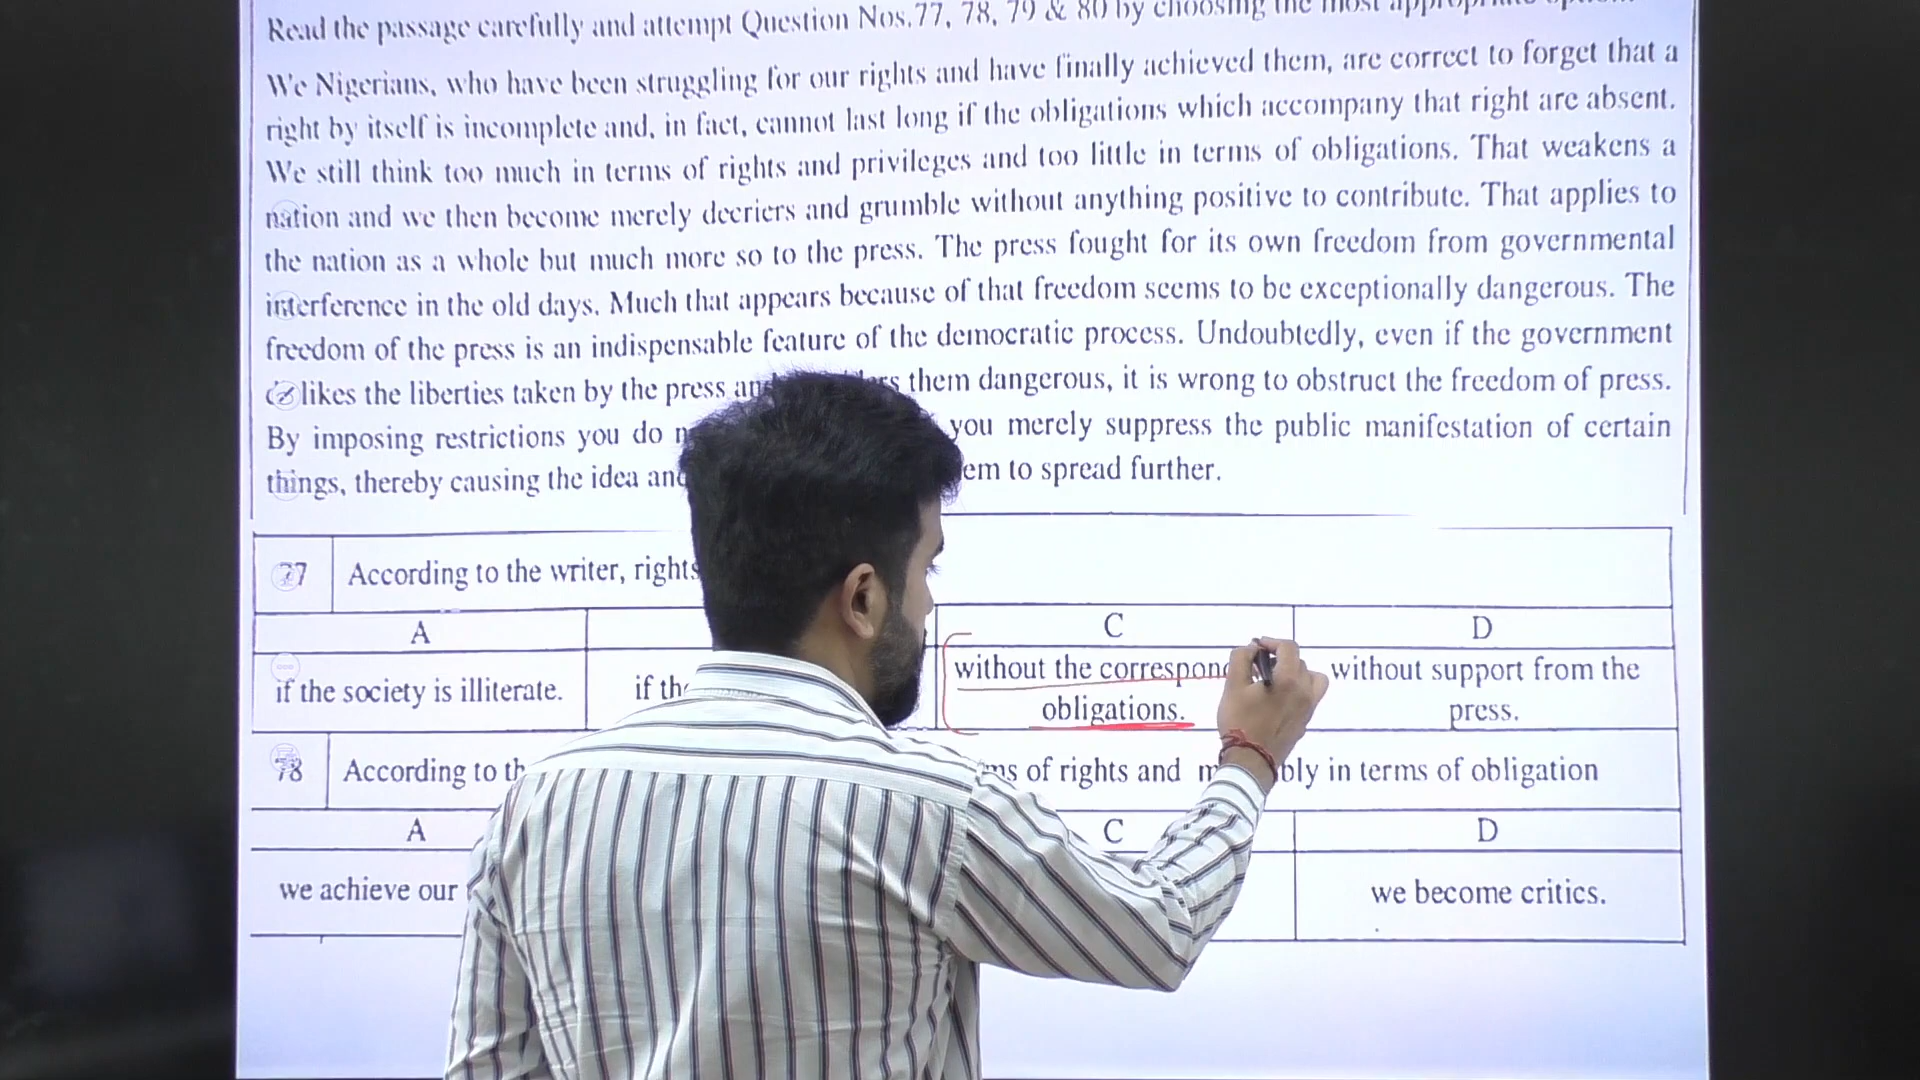 Read the passage carefully and attempt Question Nos.77, 78, 79 & 80 by choosing the most appropriate
We Nigerians, who have been struggling for our rights and have finally achieved them, are correct to forget that a
right by itself is incomplete and, in fact, cannot last long if the obligations which accompany that right are absent.
We still think too much in terms of rights and privileges and too little in terms of obligations. That weakens a
nation and we then become merely decriers and grumble without anything positive to contribute. That applies to
the nation as a whole but much more so to the press. The press fought for its own freedom from governmental
interference in the old days. Much that appears because of that freedom seems to be exceptionally dangerous. The
freedom of the press is an indispensable feature of the democratic process. Undoubtedly, even if the government
likes the liberties taken by the press them dangerous, it is wrong to obstruct the freedom of press.
By imposing restrictions you do you merely suppress the public manifestation of certain
things, thereby causing the idea and to spread further.
77 According to the writer, rights
A C D
if the society is illiterate. if without the obligations. without support from the press.
78 According to of rights and in terms of obligation
A C D
we achieve our we become critics.